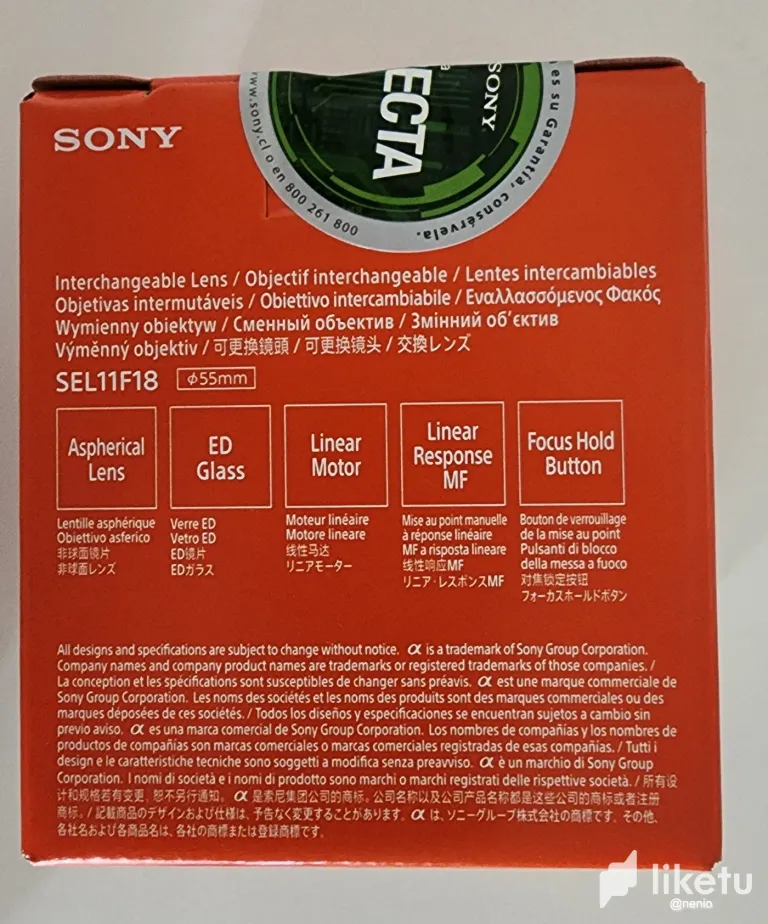 SONY
ECTA
SONY
www.sony.cl o en 800 261 800
es su Garantía, consérvela.
Interchangeable Lens / Objectif interchangeable / Lentes intercambiables
Objetivas intermutáveis / Obiettivo intercambiabile / Εναλλασσόμενος Φακός
Wymienny obiektyw / Сменный объектив / Змінний об'єктив
Výměnný objektiv / 可更換鏡頭 / 可更换镜头 / 交換レンズ
SEL11F18 ϕ55mm
Aspherical Lens
ED Glass
Linear Motor
Linear Response MF
Focus Hold Button
Lentille asphérique
Obiettivo asferico
非球面镜片
非球面レンズ
Verre ED
Vetro ED
ED镜片
EDガラス
Moteur linéaire
Motore lineare
线性马达
リニアモーター
Mise au point manuelle
à réponse linéaire
MF a risposta lineare
线性响应MF
リニア・レスポンスMF
Bouton de verrouillage
de la mise au point
Pulsanti di blocco
della messa a fuoco
对焦锁定按钮
フォーカスホールドボタン
All designs and specifications are subject to change without notice. α is a trademark of Sony Group Corporation.
Company names and company product names are trademarks or registered trademarks of those companies. /
La conception et les spécifications sont susceptibles de changer sans préavis. α est une marque commerciale de
Sony Group Corporation. Les noms des sociétés et les noms des produits sont des marques commerciales ou des
marques déposées de ces sociétés. / Todos los diseños y especificaciones se encuentran sujetos a cambio sin
previo aviso. α es una marca comercial de Sony Group Corporation. Los nombres de compañías y los nombres de
productos de compañías son marcas comerciales o marcas comerciales registradas de esas compañías. / Tutti i
design e le caratteristiche tecniche sono soggetti a modifica senza preavviso. α è un marchio di Sony Group
Corporation. I nomi di società e i nomi di prodotto sono marchi o marchi registrati delle rispettive società. / 所有设
计和规格若有变更，恕不另行通知。 α 是索尼集团公司的商标。公司名称以及公司产品名称都是这些公司的商标或者注册
商标。/ 記載商品のデザインおよび仕様は、予告なく変更することがあります。 α は、ソニーグループ株式会社の商標です。その他、
各社名および各商品名は、各社の商標または登録商標です。
liketu
@nenio